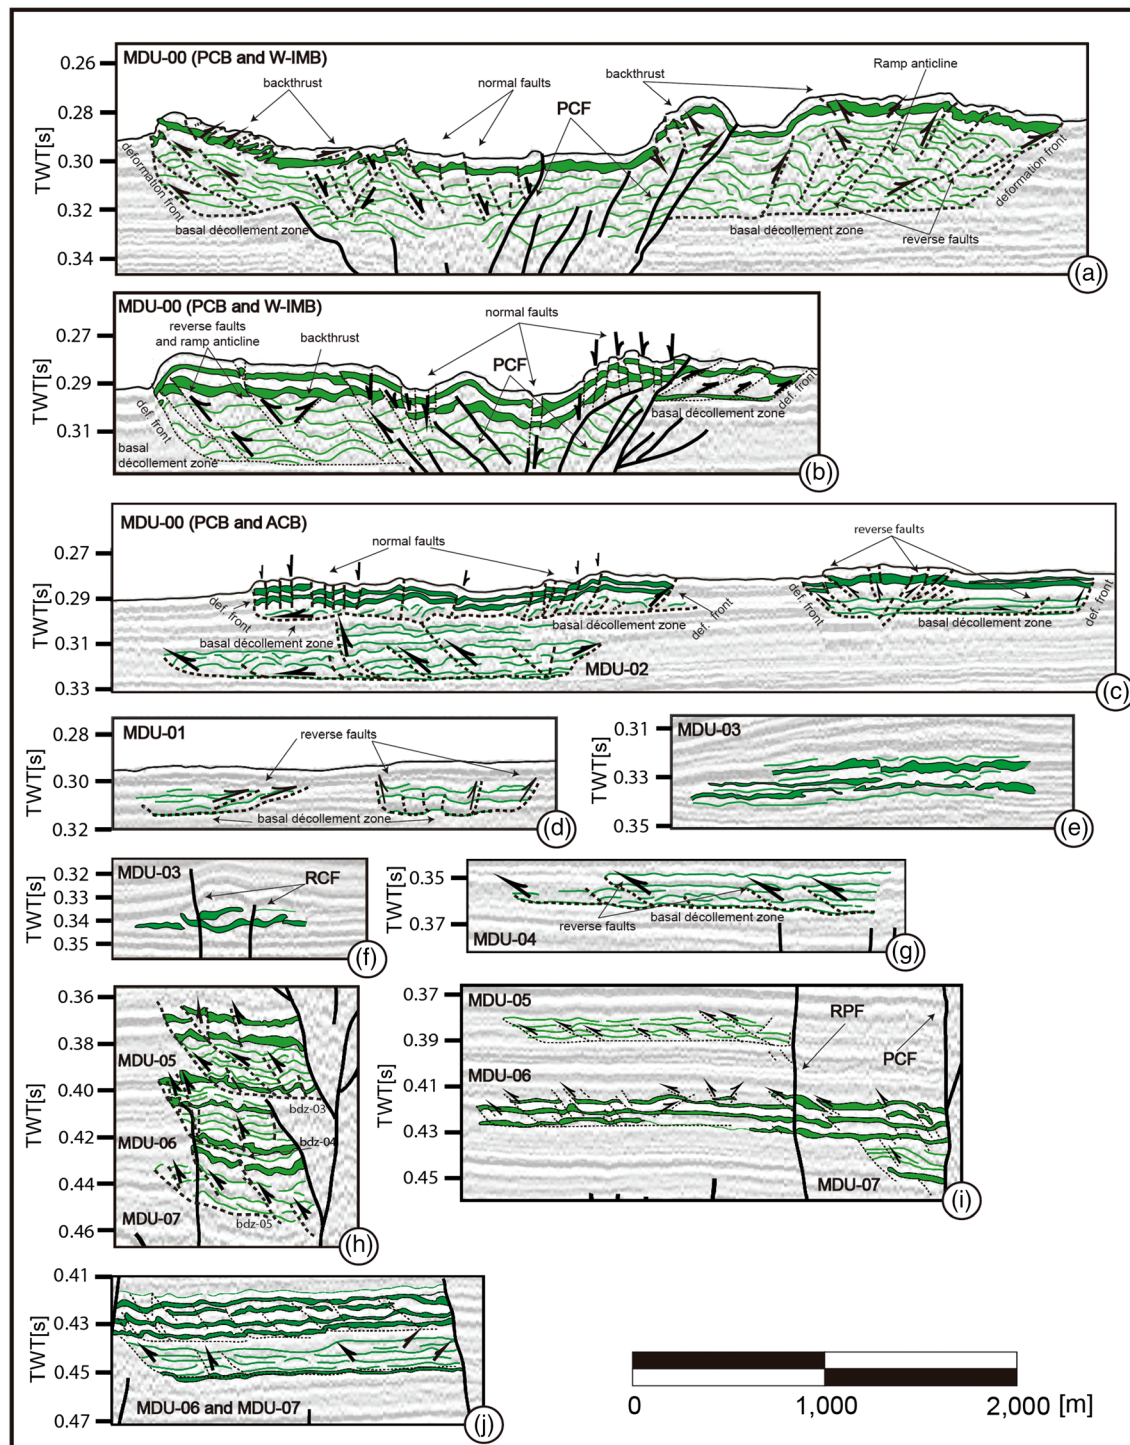 MDU-00 (PCB and W-IMB)
Ramp anticline
backthrust
normal faults
backthrust
PCF
TWT[s]
0.26
0.28
0.30
0.32
0.34
deformation front
basal décollement zone
basal décollement zone
reverse faults
deformation front
(a)
MDU-00 (PCB and W-IMB)
reverse faults
and ramp anticline
backthrust
normal faults
PCF
TWT[s]
0.27
0.29
0.31
def. front
basal
décollement zone
basal décollement zone
def. front
(b)
MDU-00 (PCB and ACB)
normal faults
reverse faults
TWT[s]
0.27
0.29
0.31
0.33
def. front
basal décollement zone
basal décollement zone
def. front
def. front
basal décollement zone
def. front
MDU-02
(c)
MDU-01
reverse faults
TWT[s]
0.28
0.30
0.32
basal décollement zone
(d)
MDU-03
TWT[s]
0.31
0.33
0.35
(e)
MDU-03
RCF
TWT[s]
0.32
0.33
0.34
0.35
(f)
TWT[s]
0.35
0.37
reverse faults
basal décollement zone
MDU-04
(g)
TWT[s]
0.36
0.38
0.40
0.42
0.44
0.46
MDU-05
bdz-03
MDU-06
bdz-04
MDU-07
bdz-05
(h)
TWT[s]
0.37
0.39
0.41
0.43
0.45
MDU-05
RPF
PCF
MDU-06
MDU-07
(i)
TWT[s]
0.41
0.43
0.45
0.47
MDU-06 and MDU-07
(j)
0 1,000 2,000 [m]